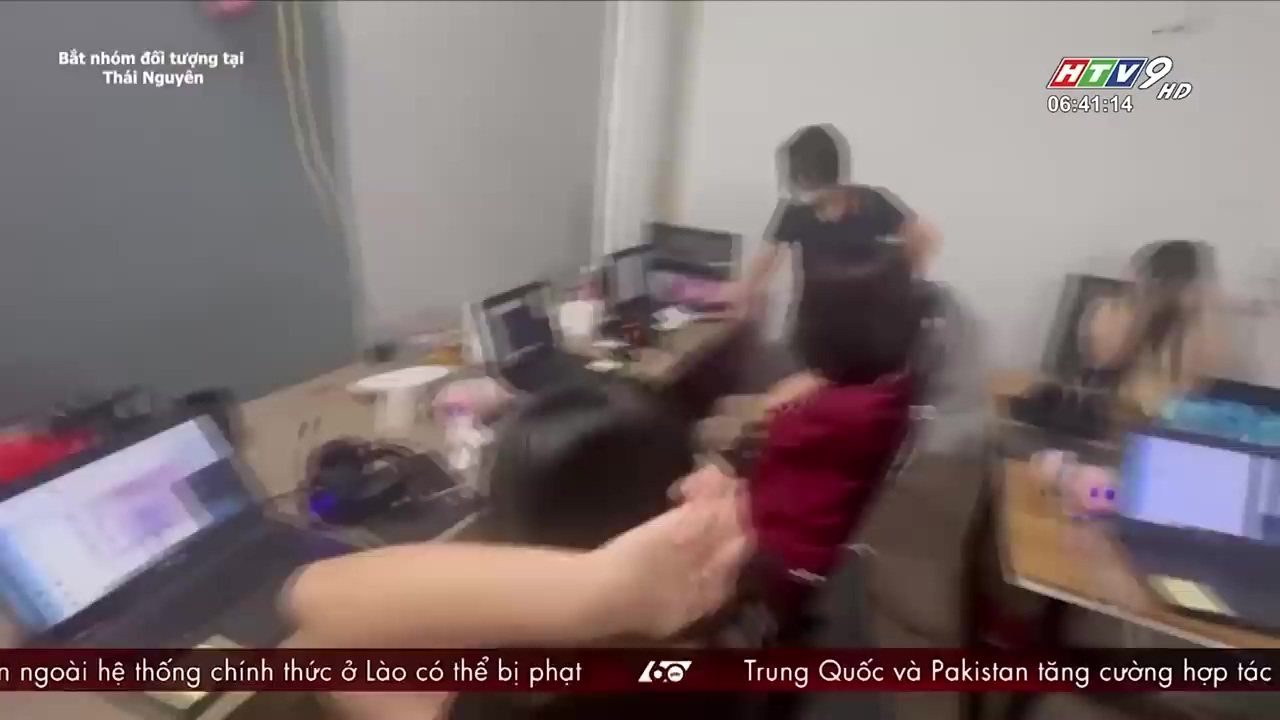 Bắt nhóm đối tượng tại
Thái Nguyên
HTV9
HD
06:41:14
ngoài hệ thống chính thức ở Lào có thể bị phạt
60
Trung Quốc và Pakistan tăng cường hợp tác